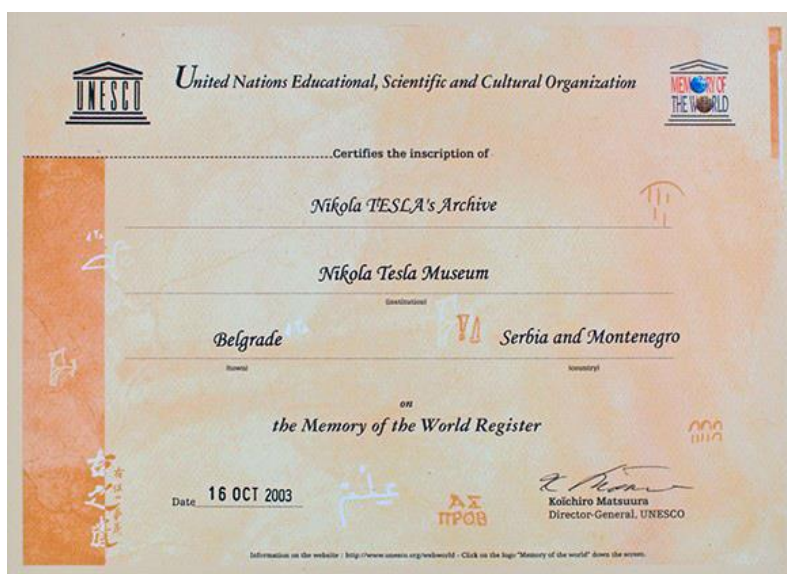 UNESCO
United Nations Educational, Scientific and Cultural Organization
MEMORY OF
THE WORLD
Certifies the inscription of
Nikola TESLA's Archive
Nikola Tesla Museum
(institution)
Belgrade
Serbia and Montenegro
(town)
(country)
on
the Memory of the World Register
Date 16 OCT 2003
علم
ΑΣ
ΠΡΟΒ
Koïchiro Matsuura
Director-General, UNESCO
Information on the website : http://www.unesco.org/webworld - Click on the logo "Memory of the world" down the screen.